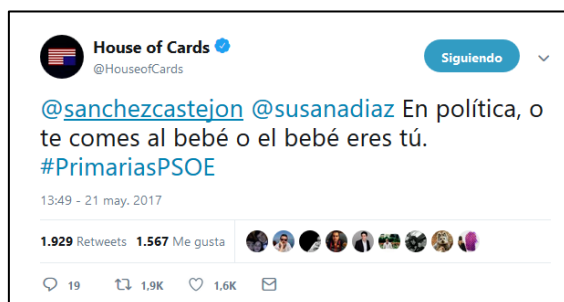 House of Cards
@HouseofCards
Siguiendo
@sanchezcastejon @susanadiaz En política, o
te comes al bebé o el bebé eres tú.
#PrimariasPSOE
13:49 - 21 may. 2017
1.929 Retweets 1.567 Me gusta
19 1,9K 1,6K